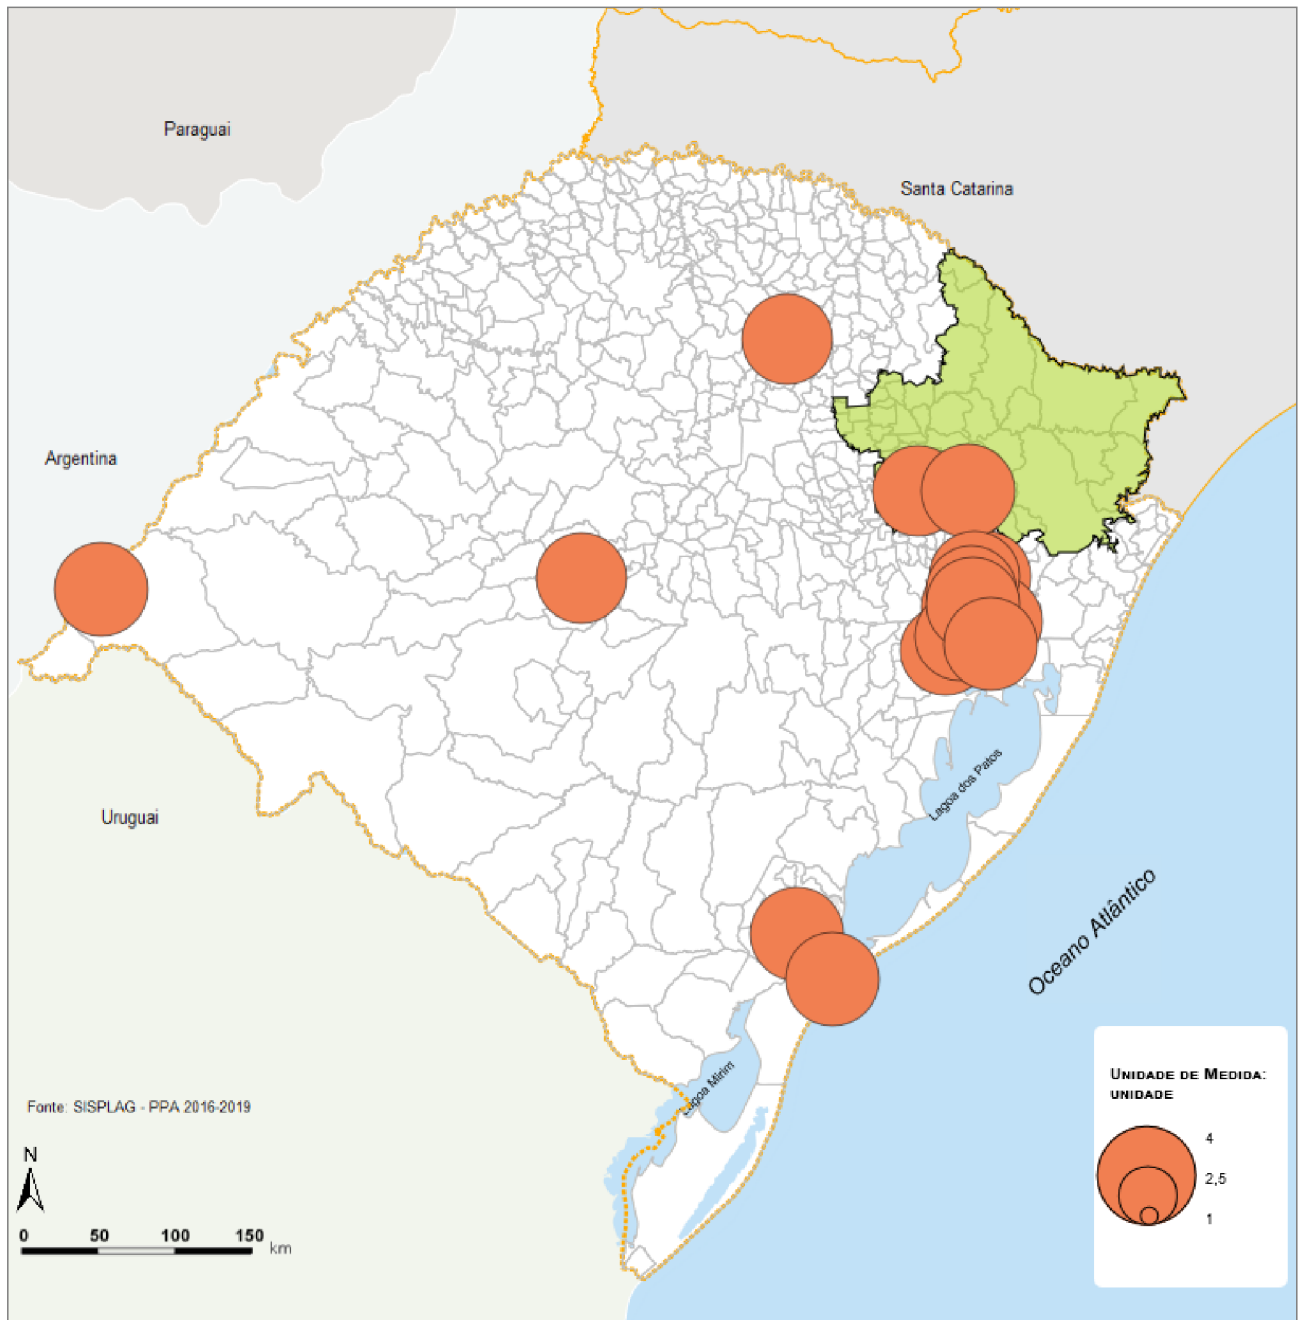 Paraguai
Santa Catarina
Argentina
Uruguai
Lagoa dos Patos
Oceano Atlântico
Lagoa Mirim
Fonte: SISPLAG - PPA 2016-2019
N
0 50 100 150
km
UNIDADE DE MEDIDA:
UNIDADE
4
2,5
1